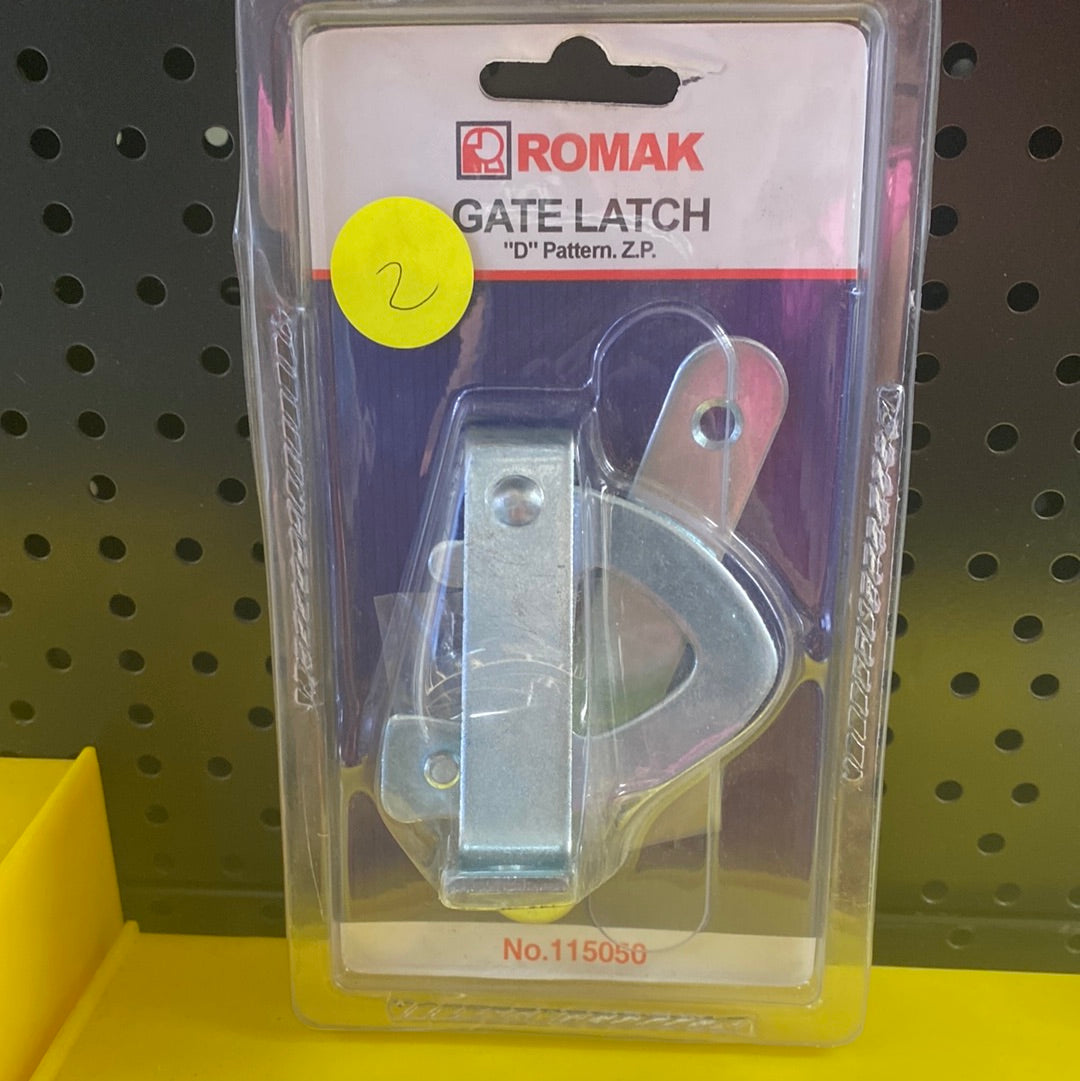 ROMAK
GATE LATCH
"D" Pattern. Z.P.
2
No.115050